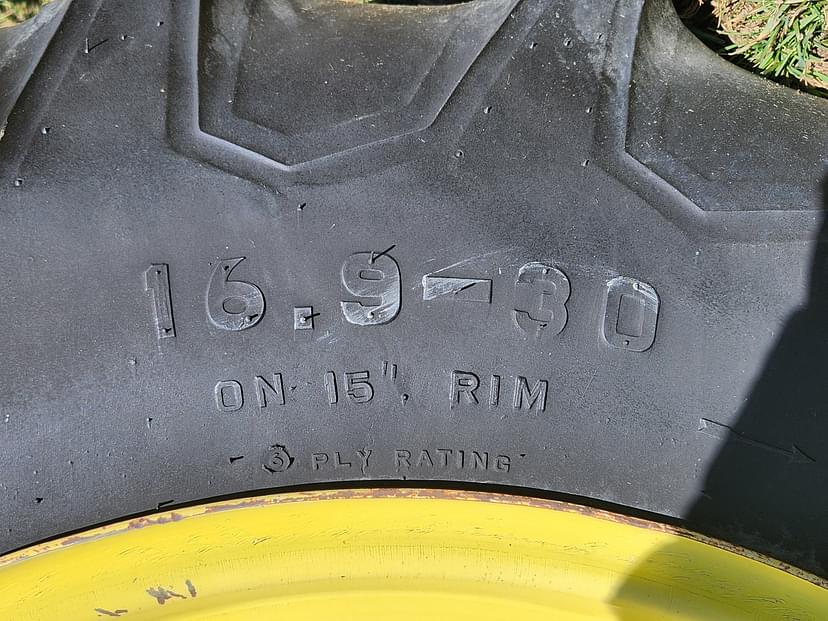 16.9-30
ON 15" RIM
6 PLY RATING